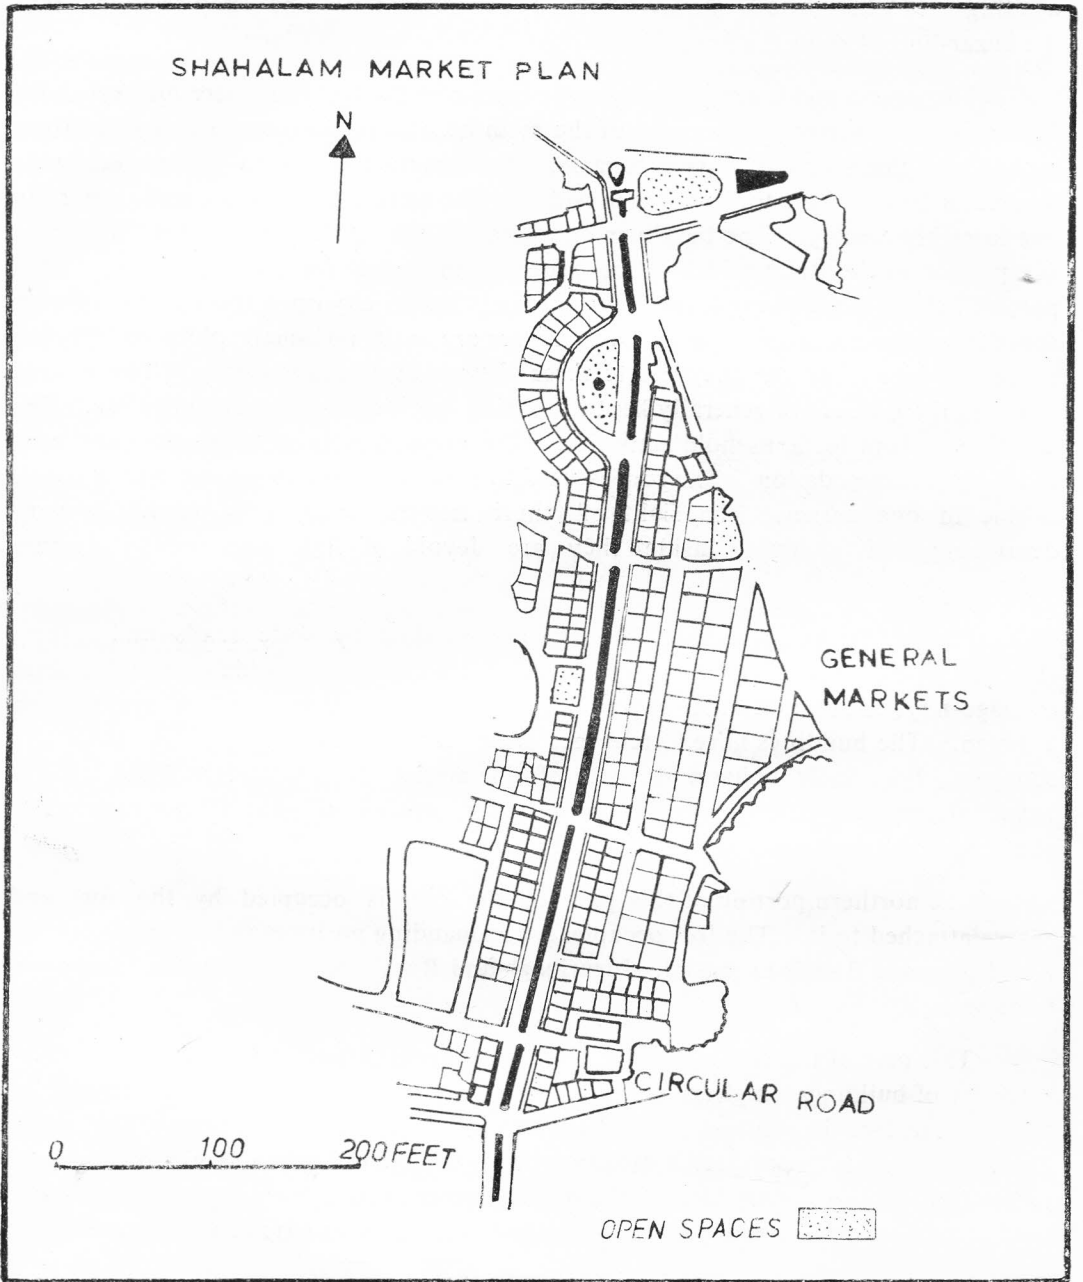 SHAHALAM MARKET PLAN
N
GENERAL
MARKETS
CIRCULAR ROAD
0 100 200 FEET
OPEN SPACES